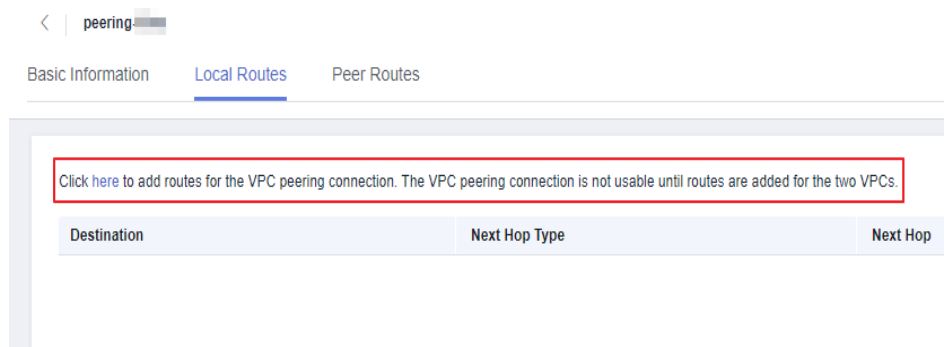 peering-
Basic Information Local Routes Peer Routes
Click here to add routes for the VPC peering connection. The VPC peering connection is not usable until routes are added for the two VPCs.
Destination Next Hop Type Next Hop